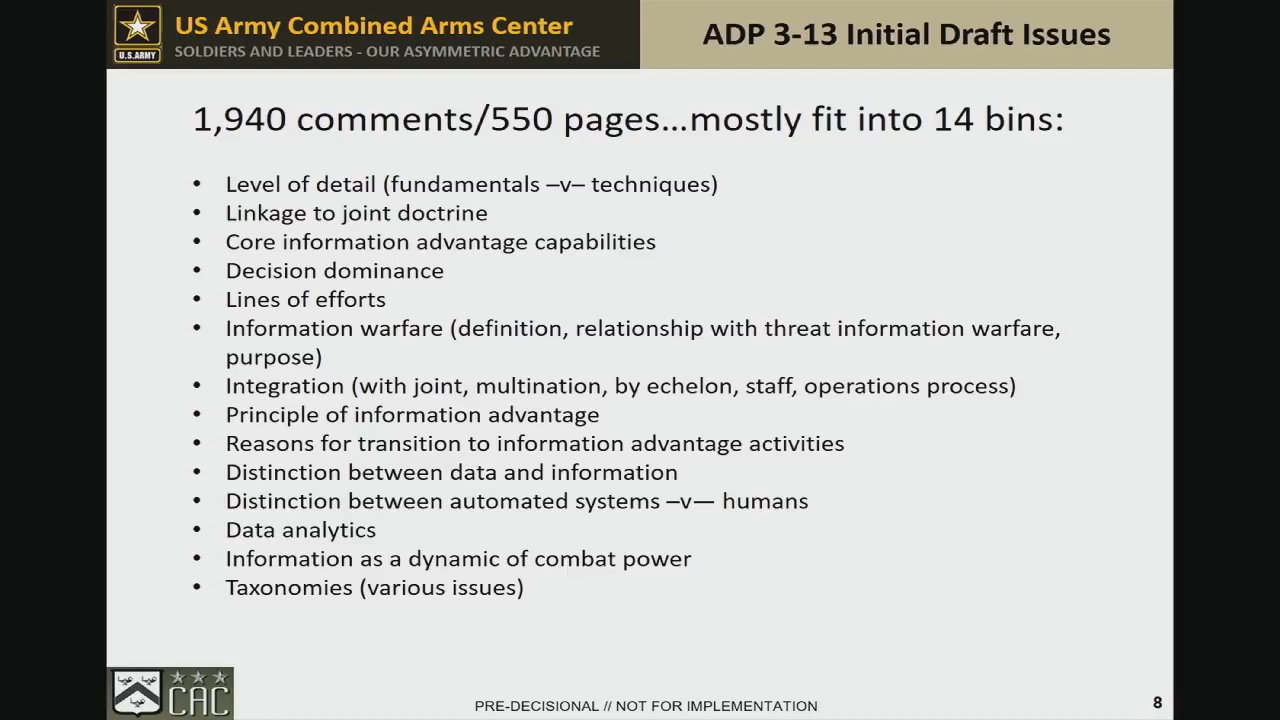 US Army Combined Arms Center
SOLDIERS AND LEADERS - OUR ASYMMETRIC ADVANTAGE
U.S.ARMY
ADP 3-13 Initial Draft Issues
1,940 comments/550 pages...mostly fit into 14 bins:
• Level of detail (fundamentals –v– techniques)
• Linkage to joint doctrine
• Core information advantage capabilities
• Decision dominance
• Lines of efforts
• Information warfare (definition, relationship with threat information warfare,
purpose)
• Integration (with joint, multination, by echelon, staff, operations process)
• Principle of information advantage
• Reasons for transition to information advantage activities
• Distinction between data and information
• Distinction between automated systems –v— humans
• Data analytics
• Information as a dynamic of combat power
• Taxonomies (various issues)
CAC
PRE-DECISIONAL // NOT FOR IMPLEMENTATION
8